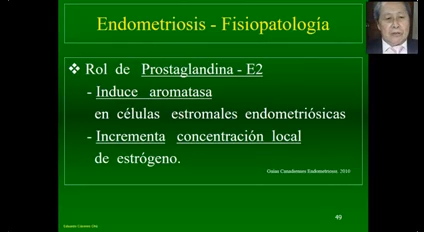 Endometriosis - Fisiopatología
❖ Rol de Prostaglandina - E2
- Induce aromatasa
en células estromales endometriósicas
- Incrementa concentración local
de estrógeno.
Guías Canadienses Endometriosis. 2010
49